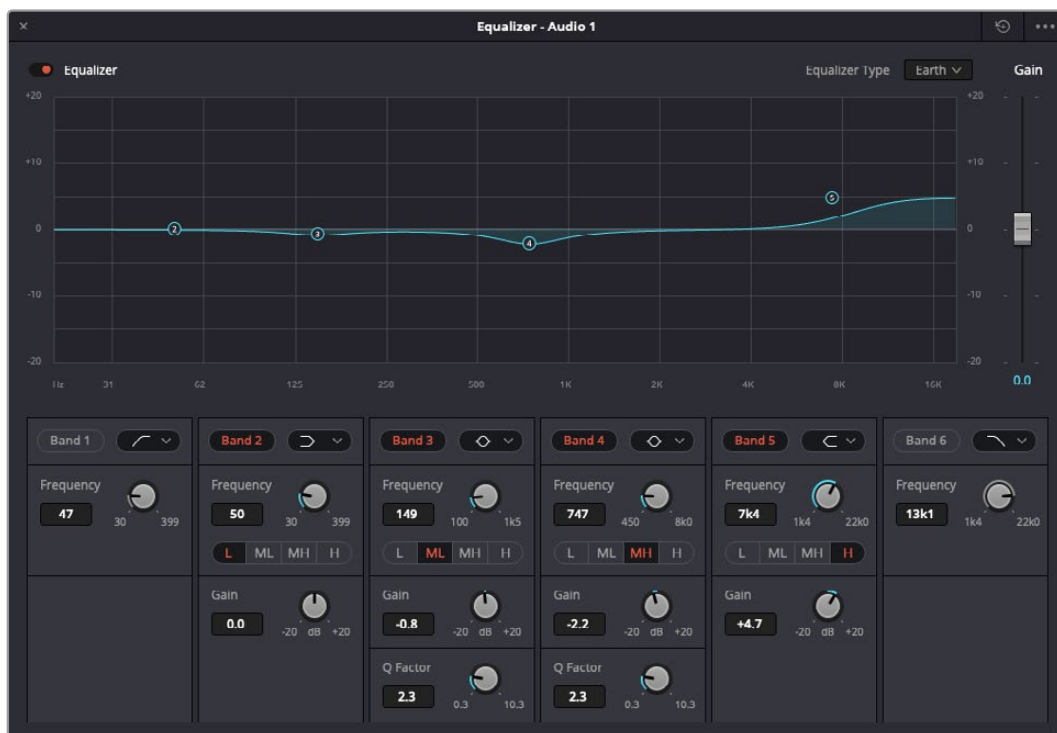 × Equalizer - Audio 1
Equalizer Equalizer Type Earth Gain
+20 +20
+10 +10
0 0
-10 -10
-20 -20
2 3 4 5
Hz 31 62 125 250 500 1K 2K 4K 8K 16K 0.0
Band 1 Band 2 Band 3 Band 4 Band 5 Band 6
Frequency Frequency Frequency Frequency Frequency Frequency
47 50 149 747 7k4 13k1
30 399 30 399 100 1k5 450 8k0 1k4 22k0 1k4 22k0
L ML MH H L ML MH H L ML MH H L ML MH H
Gain Gain Gain Gain
0.0 -0.8 -2.2 +4.7
-20 dB +20 -20 dB +20 -20 dB +20 -20 dB +20
Q Factor Q Factor
2.3 2.3
0.3 10.3 0.3 10.3